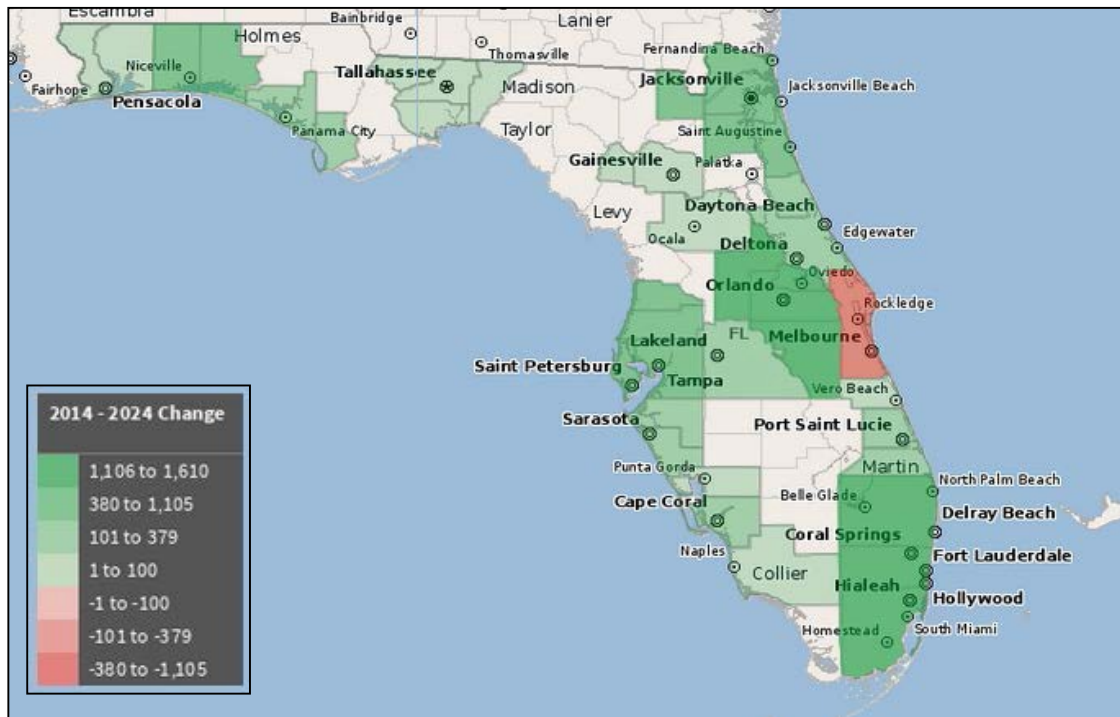 Escambia
Bainbridge
Lanier
Holmes
Thomasville
Fernandina Beach
Niceville
Tallahassee
Madison
Jacksonville
Jacksonville Beach
Fairhope
Pensacola
Panama City
Taylor
Saint Augustine
Gainesville
Palatka
Levy
Daytona Beach
Ocala
Deltona
Edgewater
Oviedo
Orlando
Rockledge
FL
Melbourne
Lakeland
Saint Petersburg
Tampa
Vero Beach
Sarasota
Port Saint Lucie
Punta Gorda
Martin
North Palm Beach
Belle Glade
Cape Coral
Delray Beach
Coral Springs
Naples
Fort Lauderdale
Collier
Hialeah
Hollywood
Homestead
South Miami
2014 - 2024 Change
1,106 to 1,610
380 to 1,105
101 to 379
1 to 100
-1 to -100
-101 to -379
-380 to -1,105